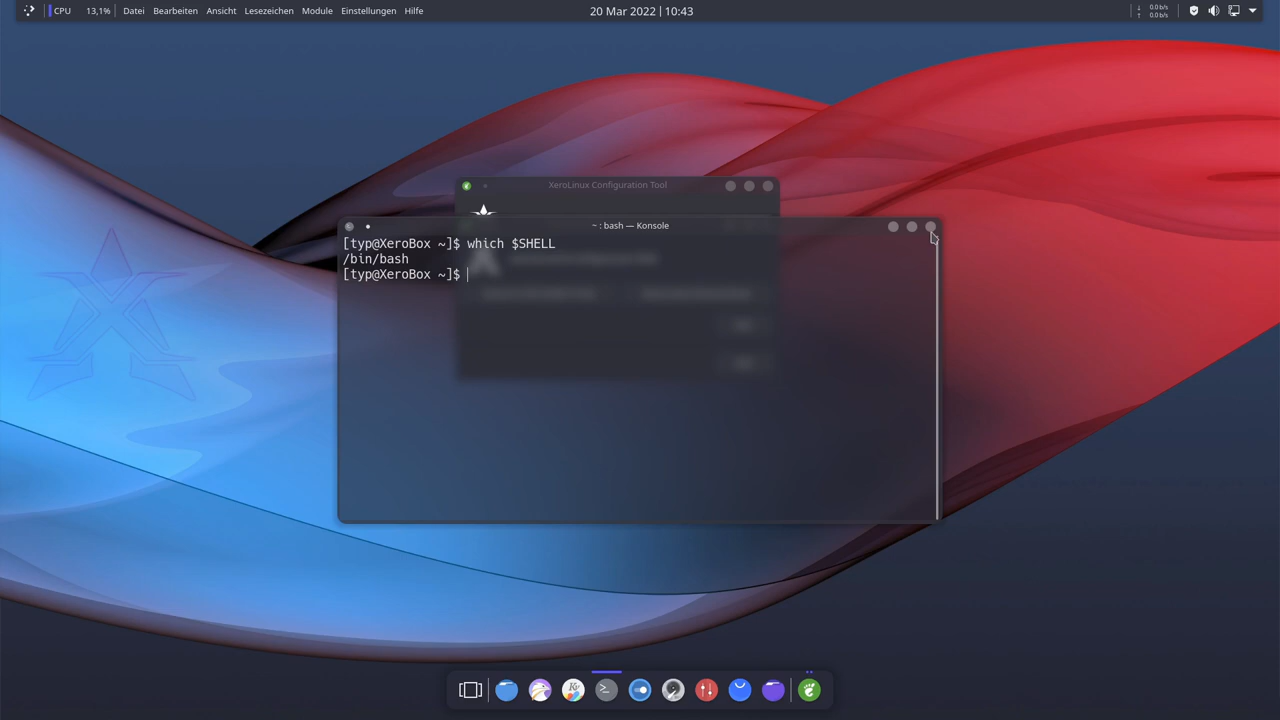 CPU 13,1% Datei Bearbeiten Ansicht Lesezeichen Module Einstellungen Hilfe 20 Mar 2022 | 10:43 ↓ 0.0 b/s
↑ 0.0 b/s
XeroLinux Configuration Tool
~ : bash — Konsole
[typ@XeroBox ~]$ which $SHELL
/bin/bash
[typ@XeroBox ~]$